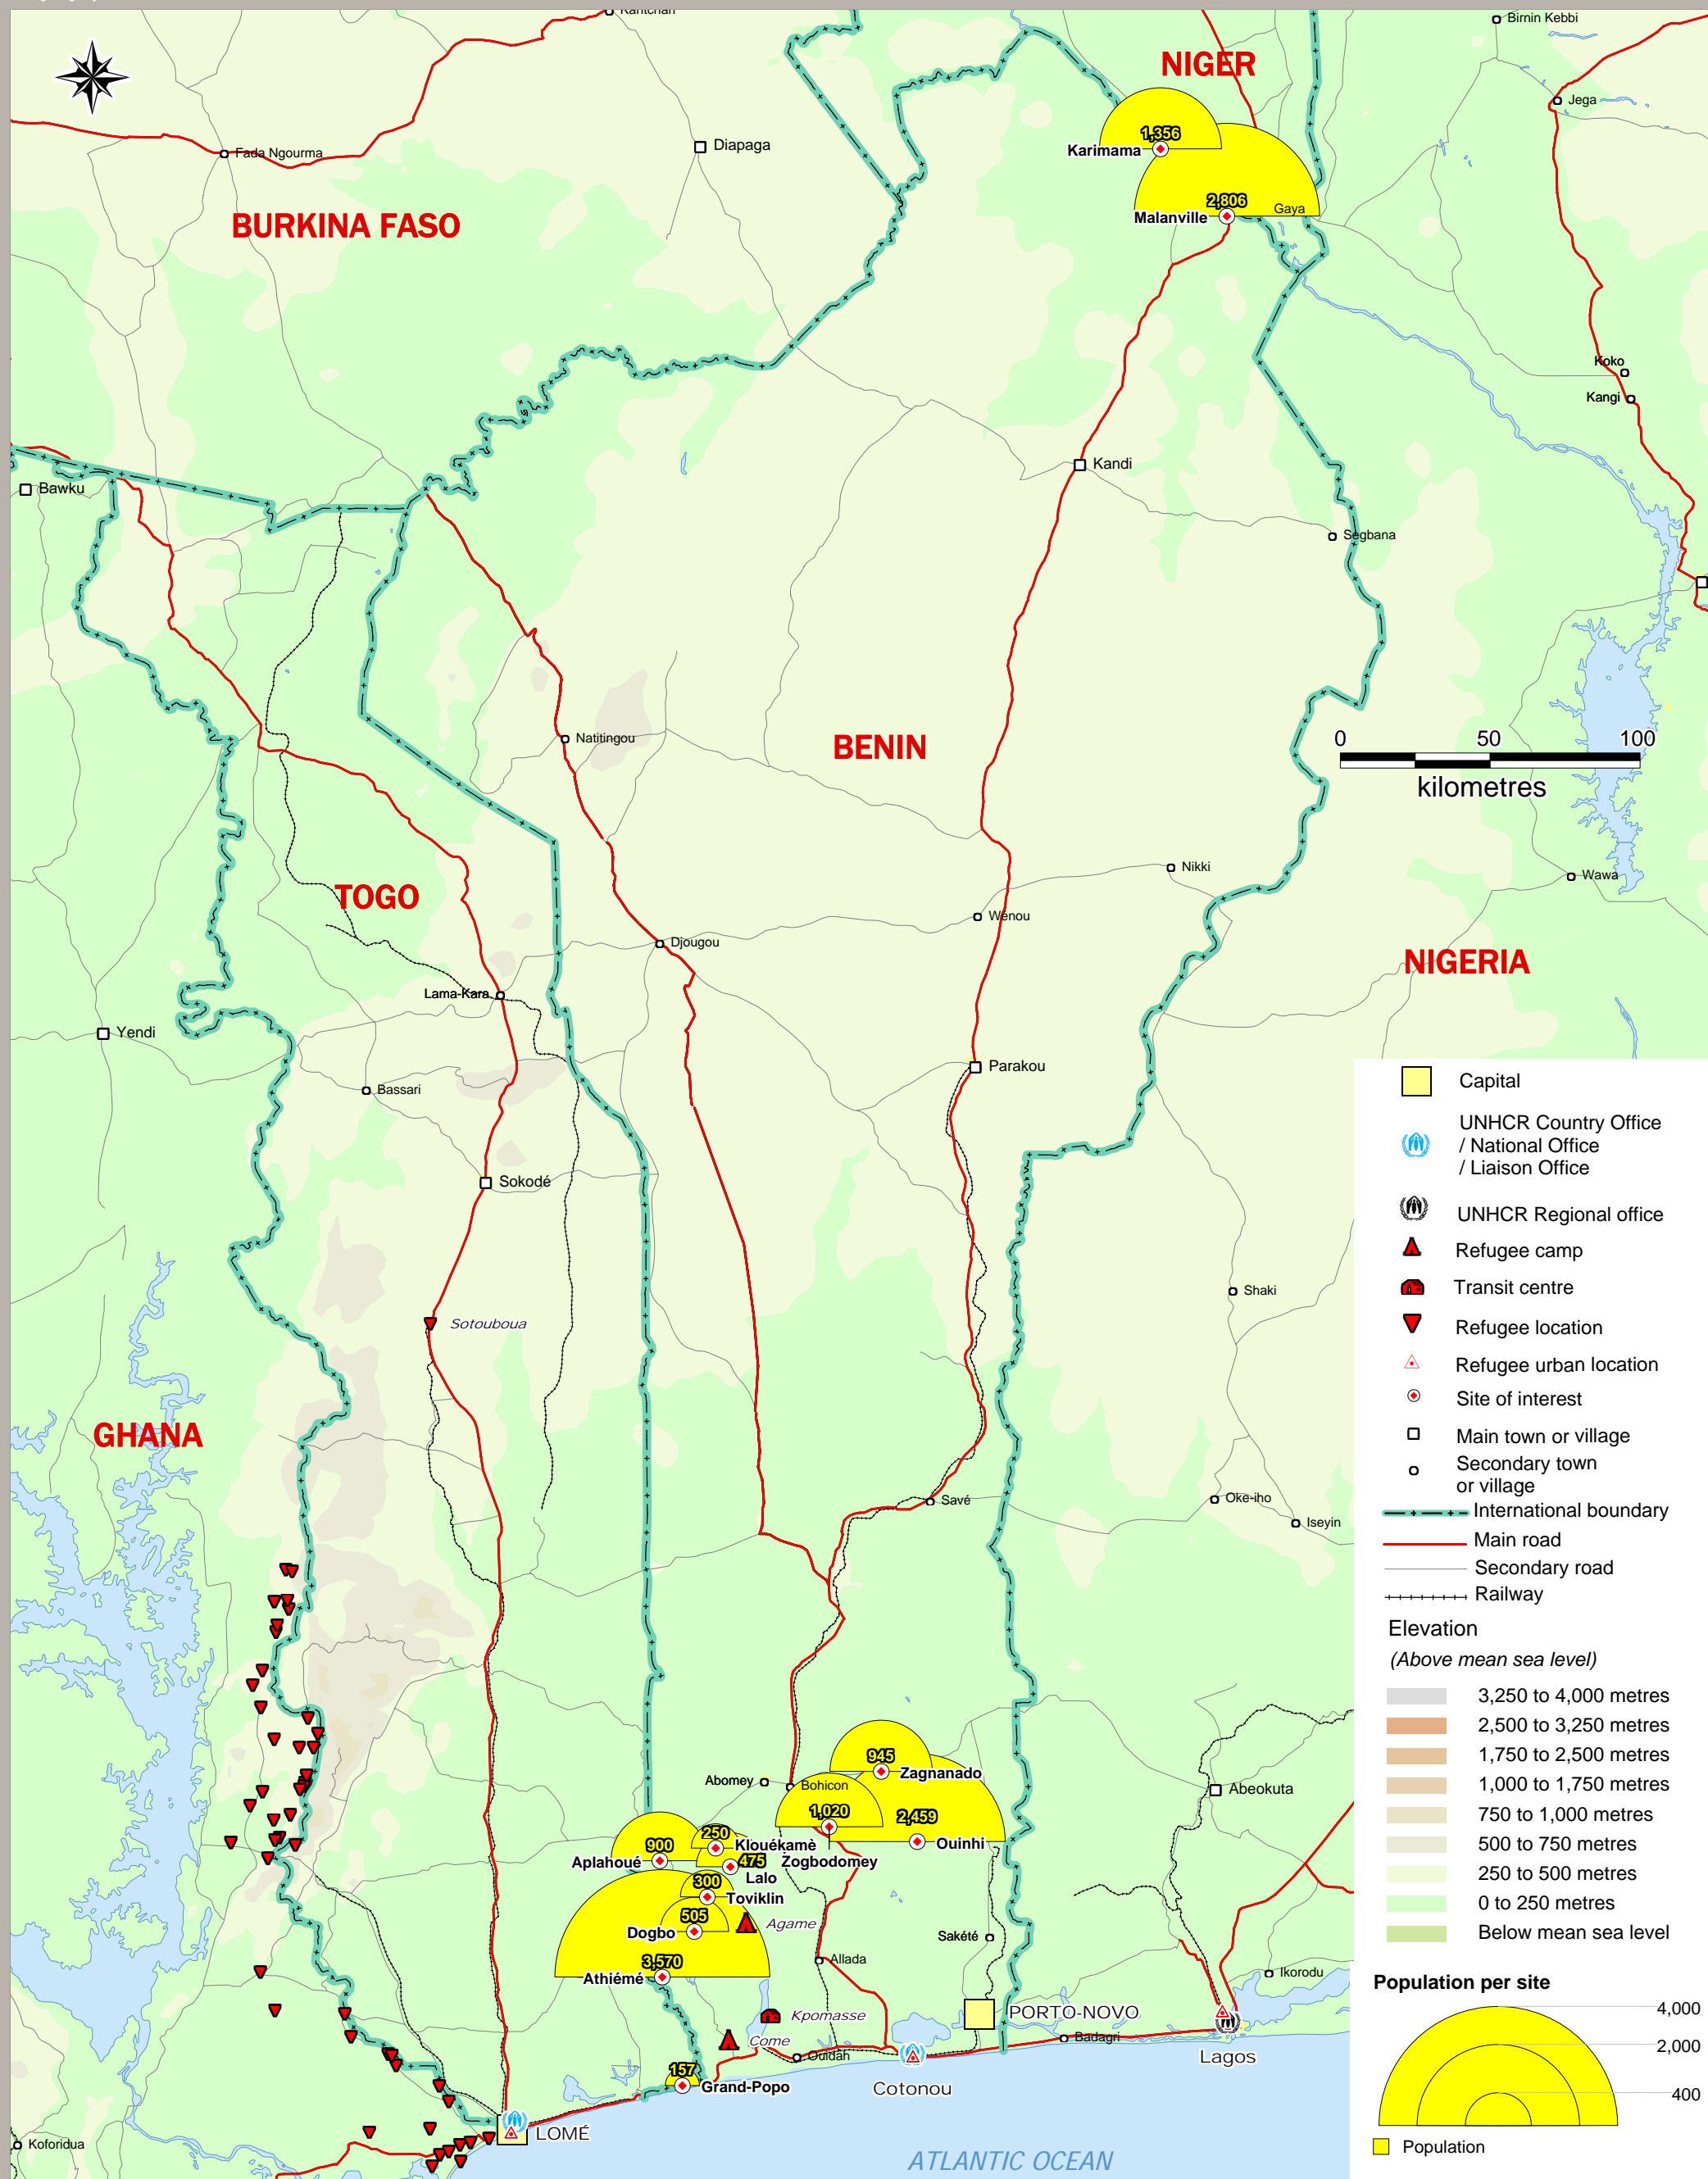 Kantchari
Birnin Kebbi
NIGER
Jega
1,356
Karimama
Diapaga
Fada Ngourma
2,806
Gaya
Malanville
BURKINA FASO
Koko
Kangi
Kandi
Bawku
Segbana
Natitingou
BENIN
0 50 100
kilometres
Nikki
Wawa
TOGO
Wenou
Djougou
NIGERIA
Lama-Kara
Yendi
Parakou
Bassari
Sokodé
Shaki
Sotouboua
GHANA
Savé
Oke-iho
Iseyin
945
Zagnanado
Abomey
Bohicon
Abeokuta
1,020
2,459
Ouinhi
250
Klouékamè
900
Aplahoué
475
Zogbodomey
Lalo
300
Toviklin
505
Dogbo
Agame
Sakété
Allada
3,570
Athiémé
Ikorodu
Kpomasse
PORTO-NOVO
Come
Badagri
Ouidah
Lagos
157
Grand-Popo
Cotonou
LOMÉ
Koforidua
ATLANTIC OCEAN
Capital
UNHCR Country Office
/ National Office
/ Liaison Office
UNHCR Regional office
Refugee camp
Transit centre
Refugee location
Refugee urban location
Site of interest
Main town or village
Secondary town
or village
International boundary
Main road
Secondary road
Railway
Elevation
(Above mean sea level)
3,250 to 4,000 metres
2,500 to 3,250 metres
1,750 to 2,500 metres
1,000 to 1,750 metres
750 to 1,000 metres
500 to 750 metres
250 to 500 metres
0 to 250 metres
Below mean sea level
Population per site
4,000
2,000
400
Population